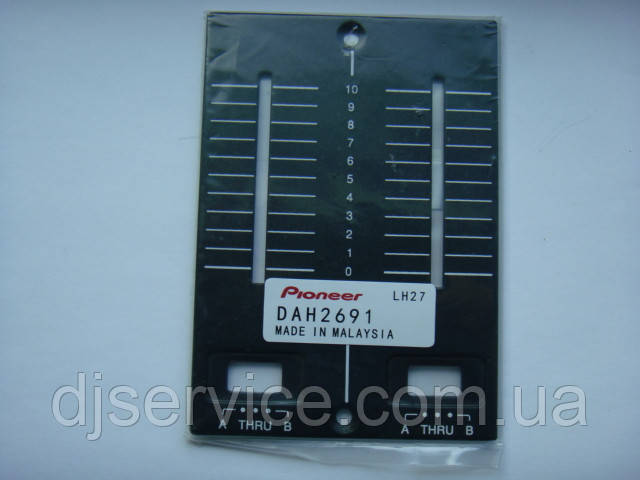 10
9
8
7
6
5
4
3
2
1
0
Pioneer LH27
DAH2691
MADE IN MALAYSIA
djservice.com.ua
A THRU B A THRU B